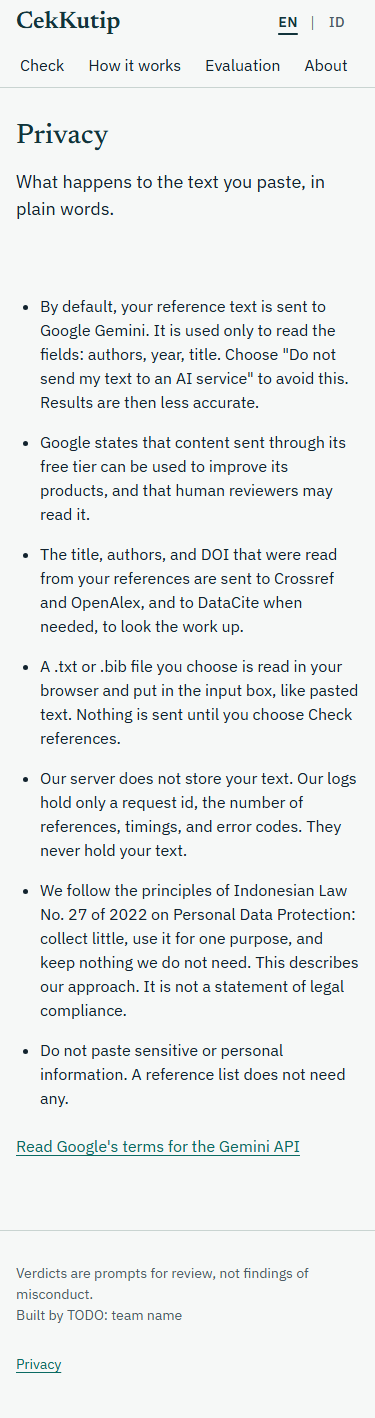 CekKutip
EN | ID
Check How it works Evaluation About
Privacy
What happens to the text you paste, in
plain words.
• By default, your reference text is sent to
Google Gemini. It is used only to read the
fields: authors, year, title. Choose "Do not
send my text to an AI service" to avoid this.
Results are then less accurate.
• Google states that content sent through its
free tier can be used to improve its
products, and that human reviewers may
read it.
• The title, authors, and DOI that were read
from your references are sent to Crossref
and OpenAlex, and to DataCite when
needed, to look the work up.
• A .txt or .bib file you choose is read in your
browser and put in the input box, like pasted
text. Nothing is sent until you choose Check
references.
• Our server does not store your text. Our logs
hold only a request id, the number of
references, timings, and error codes. They
never hold your text.
• We follow the principles of Indonesian Law
No. 27 of 2022 on Personal Data Protection:
collect little, use it for one purpose, and
keep nothing we do not need. This describes
our approach. It is not a statement of legal
compliance.
• Do not paste sensitive or personal
information. A reference list does not need
any.
Read Google's terms for the Gemini API
Verdicts are prompts for review, not findings of
misconduct.
Built by TODO: team name
Privacy